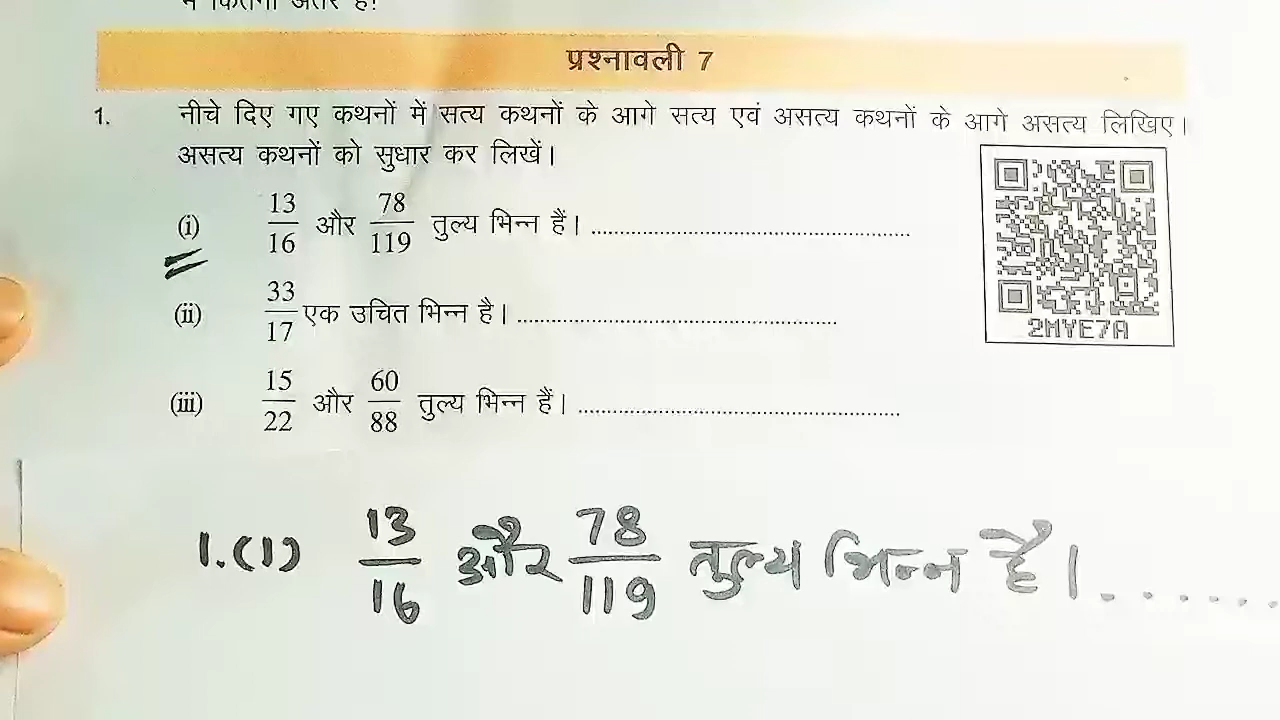 में कितना अंतर है?
प्रश्नावली 7
1. नीचे दिए गए कथनों में सत्य कथनों के आगे सत्य एवं असत्य कथनों के आगे असत्य लिखिए।
असत्य कथनों को सुधार कर लिखें।
(i) 13/16 और 78/119 तुल्य भिन्न हैं। ................................................
(ii) 33/17 एक उचित भिन्न है। ................................................
(iii) 15/22 और 60/88 तुल्य भिन्न हैं। ................................................
2MYE7A
1.(1) 13/16 और 78/119 तुल्य भिन्न है।.......